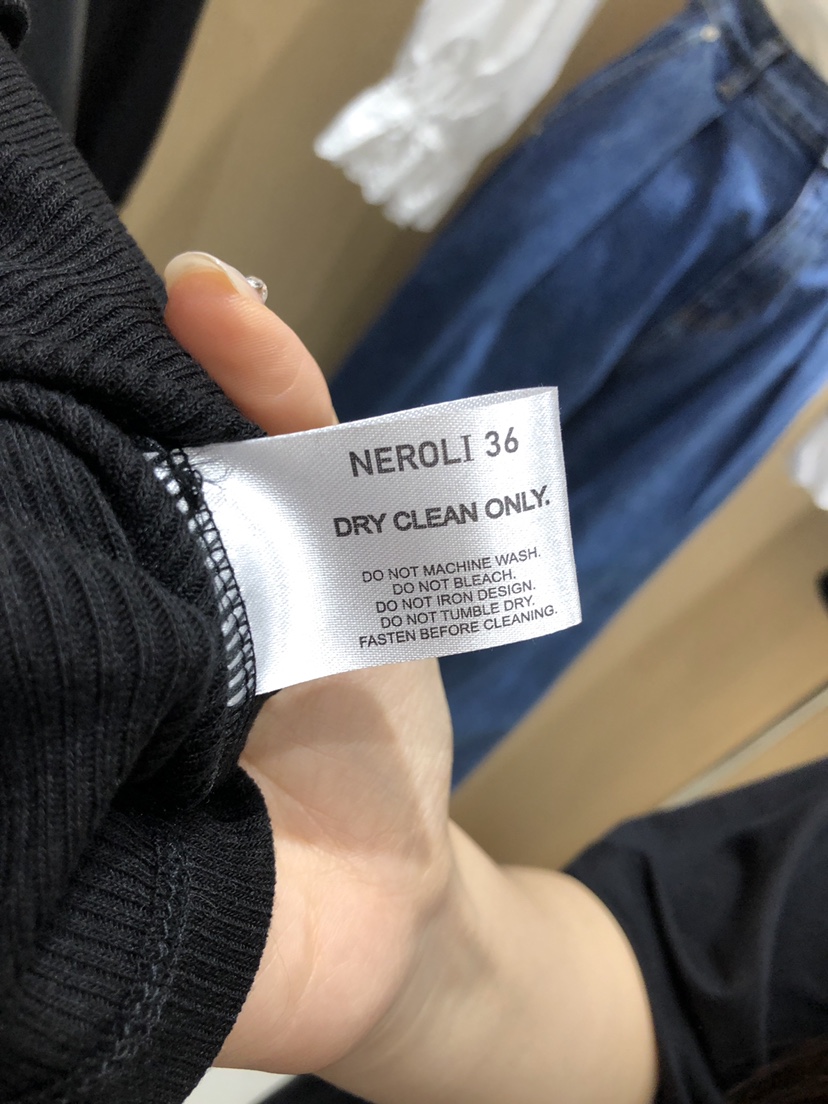 NEROLI 36
DRY CLEAN ONLY.
DO NOT MACHINE WASH.
DO NOT BLEACH.
DO NOT IRON DESIGN.
DO NOT TUMBLE DRY.
FASTEN BEFORE CLEANING.